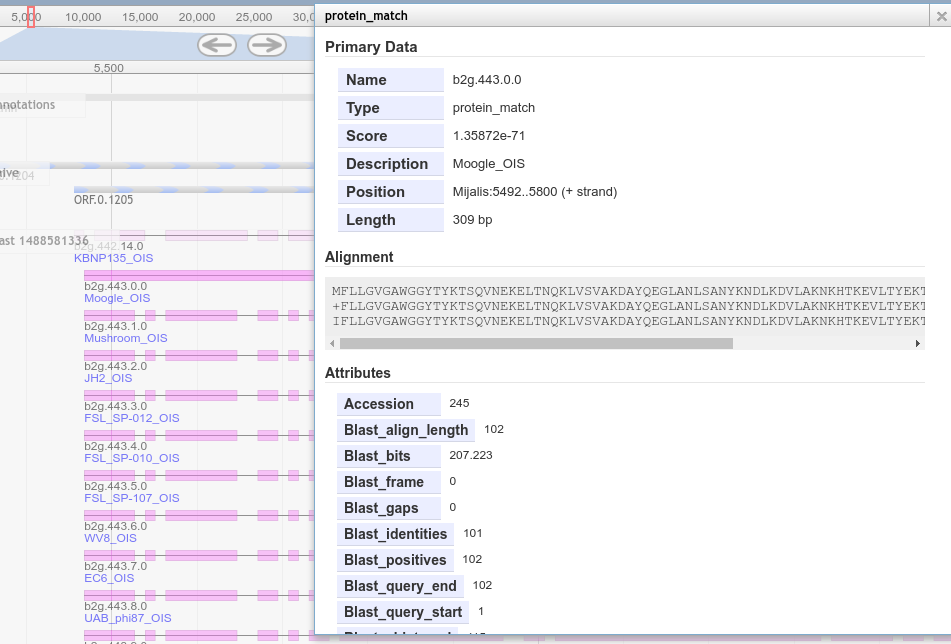 5,000 10,000 15,000 20,000 25,000 30,0
5,500
nnotations
aive
0.1204
ORF.0.1205
ast 1488581336
b2g.442.14.0
KBNP135_OIS
b2g.443.0.0
Moogle_OIS
b2g.443.1.0
Mushroom_OIS
b2g.443.2.0
JH2_OIS
b2g.443.3.0
FSL_SP-012_OIS
b2g.443.4.0
FSL_SP-010_OIS
b2g.443.5.0
FSL_SP-107_OIS
b2g.443.6.0
WV8_OIS
b2g.443.7.0
EC6_OIS
b2g.443.8.0
UAB_phi87_OIS
protein_match
Primary Data
Name b2g.443.0.0
Type protein_match
Score 1.35872e-71
Description Moogle_OIS
Position Mijalis:5492..5800 (+ strand)
Length 309 bp
Alignment
MFLLGVGAWGGYTYKTSQVNEKELTNQKLVSVAKDAYQEGLANLSANYKNDLKDVLAKNKHTKEVLTYEKT
+FLLGVGAWGGYTYKTSQVNEKELTNQKLVSVAKDAYQEGLANLSANYKNDLKDVLAKNKHTKEVLTYEKT
IFLLGVGAWGGYTYKTSQVNEKELTNQKLVSVAKDAYQEGLANLSANYKNDLKDVLAKNKHTKEVLTYEKT
Attributes
Accession 245
Blast_align_length 102
Blast_bits 207.223
Blast_frame 0
Blast_gaps 0
Blast_identities 101
Blast_positives 102
Blast_query_end 102
Blast_query_start 1